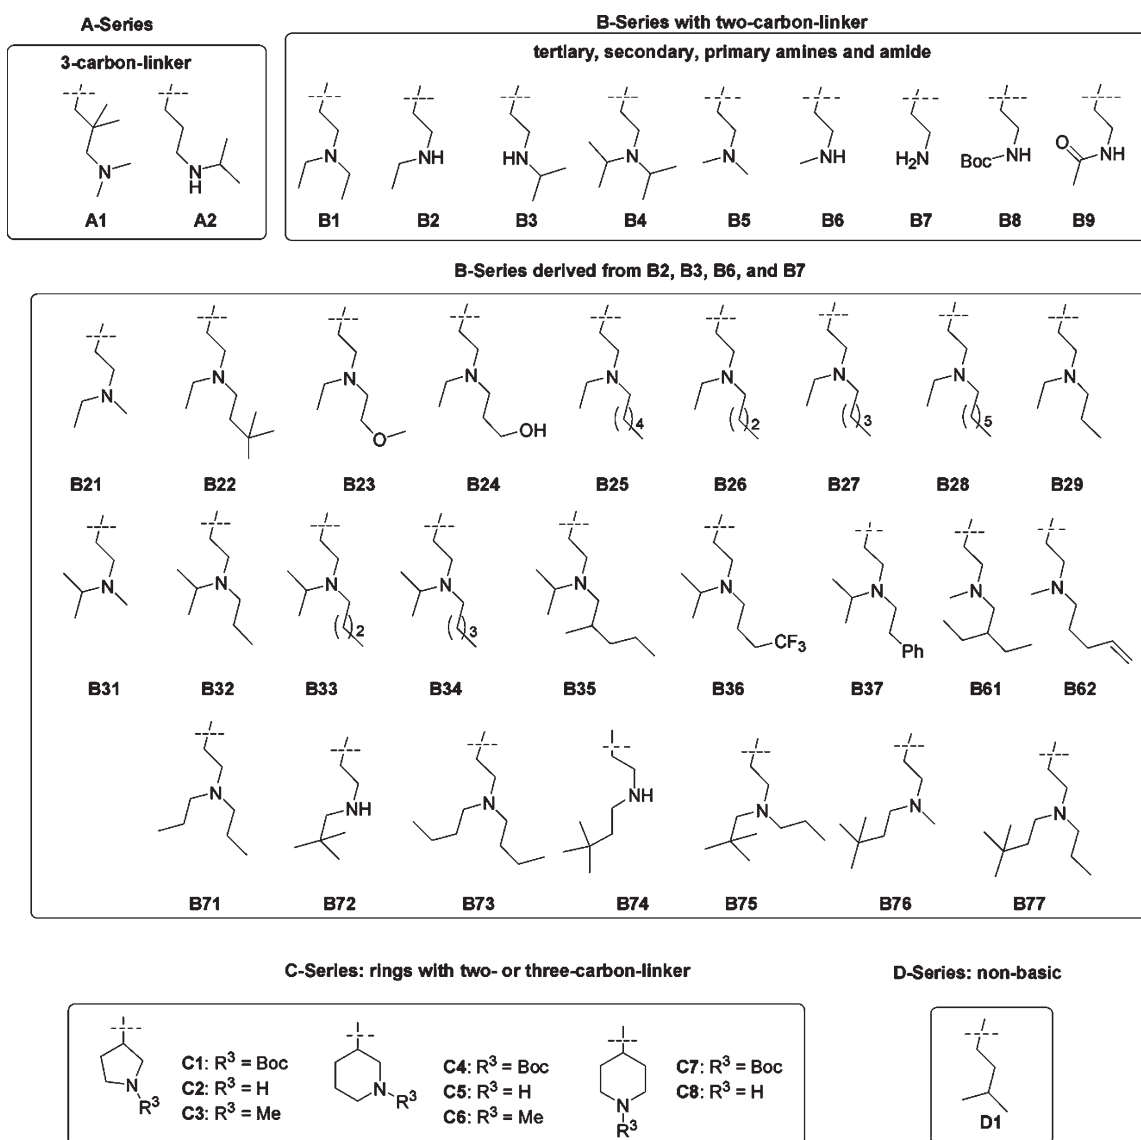 A-Series
B-Series with two-carbon-linker
3-carbon-linker
tertiary, secondary, primary amines and amide
N
N
H
A1
A2
N
NH
HN
N
N
NH
H2N
Boc
NH
O
NH
B1
B2
B3
B4
B5
B6
B7
B8
B9
B-Series derived from B2, B3, B6, and B7
N
N
N
O
N
OH
N
( )4
N
( )2
N
( )3
N
( )5
N
B21
B22
B23
B24
B25
B26
B27
B28
B29
N
N
N
( )2
N
( )3
N
N
CF3
N
Ph
N
N
B31
B32
B33
B34
B35
B36
B37
B61
B62
N
NH
N
NH
N
N
N
B71
B72
B73
B74
B75
B76
B77
C-Series: rings with two- or three-carbon-linker
D-Series: non-basic
N
R3
C1: R3 = Boc
C2: R3 = H
C3: R3 = Me
N
R3
C4: R3 = Boc
C5: R3 = H
C6: R3 = Me
N
R3
C7: R3 = Boc
C8: R3 = H
D1